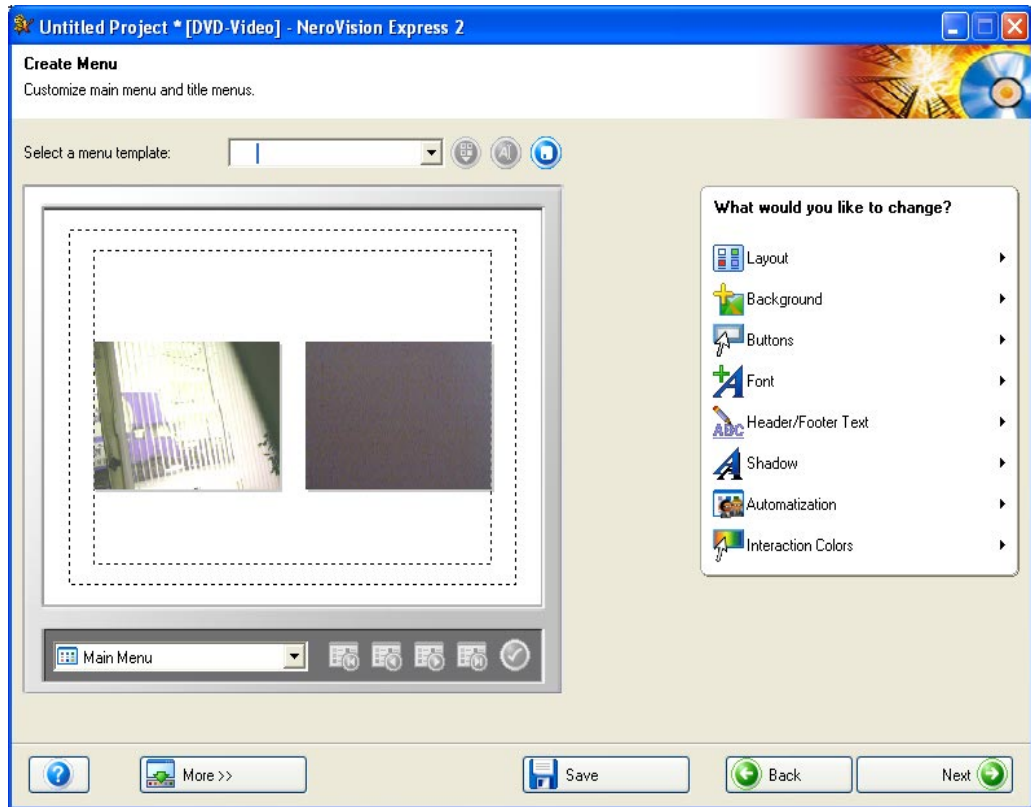 Untitled Project * [DVD-Video] - NeroVision Express 2
Create Menu
Customize main menu and title menus.
Select a menu template:
What would you like to change?
Layout
Background
Buttons
Font
ABC Header/Footer Text
Shadow
Automatization
Interaction Colors
Main Menu
More >>
Save
Back
Next